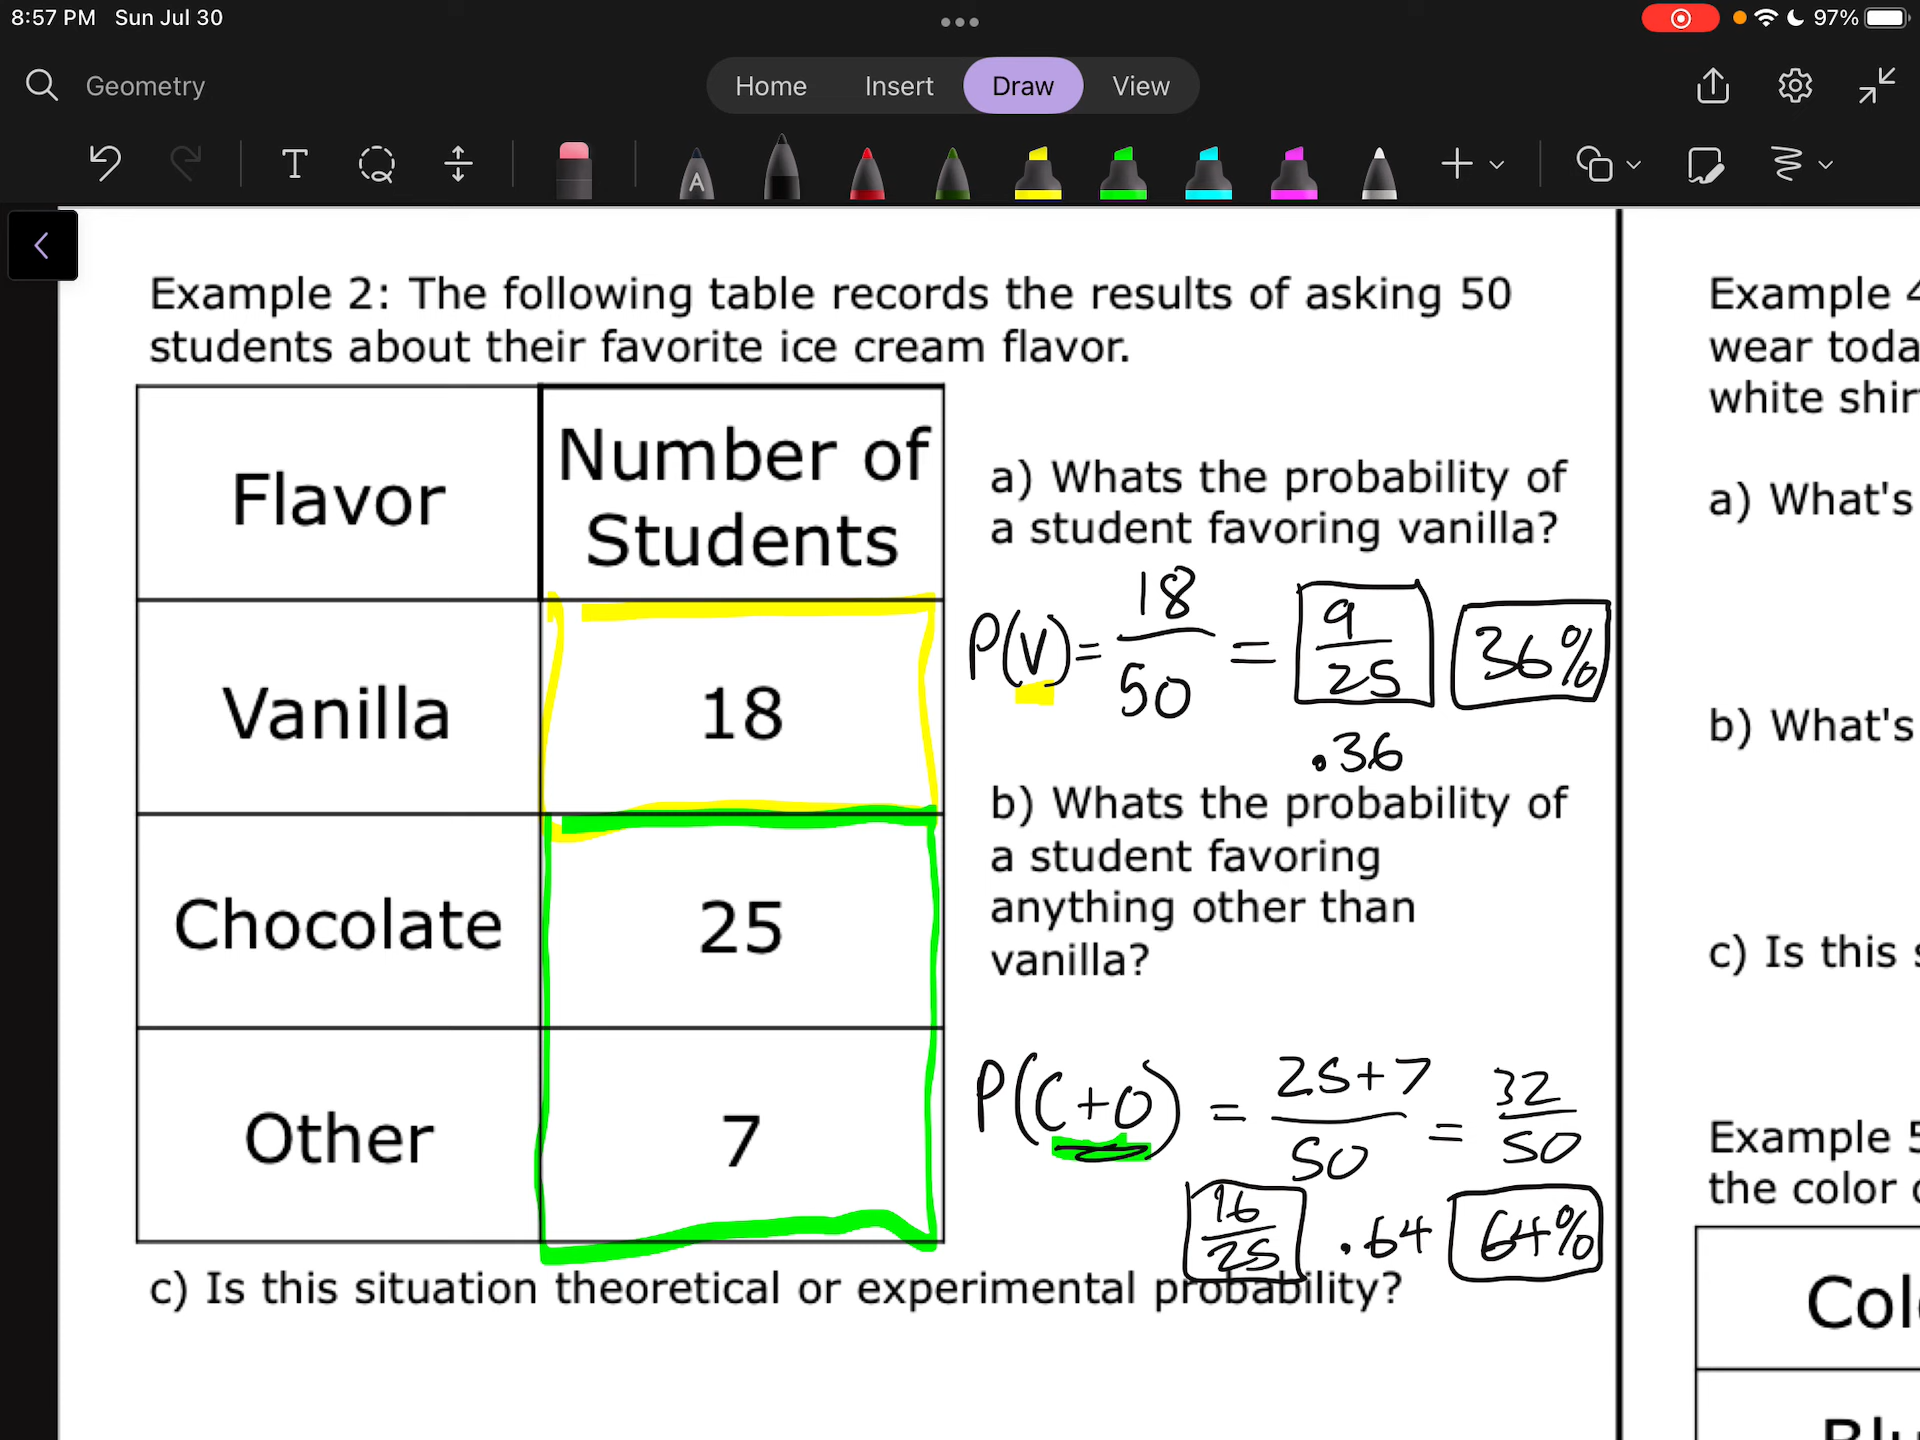 8:57 PM Sun Jul 30
97%
Geometry
Home Insert Draw View
T
A
Example 2: The following table records the results of asking 50
students about their favorite ice cream flavor.
Flavor
Number of
Students
Vanilla
18
Chocolate
25
Other
7
a) Whats the probability of
a student favoring vanilla?
P(V)= 18/50 = 9/25 36%
.36
b) Whats the probability of
a student favoring
anything other than
vanilla?
P(C+O) = 25+7/50 = 32/50
16/25 .64 64%
c) Is this situation theoretical or experimental probability?
Example
wear toda
white shir
a) What's
b) What's
c) Is this
Example 5
the color
Col
Blu